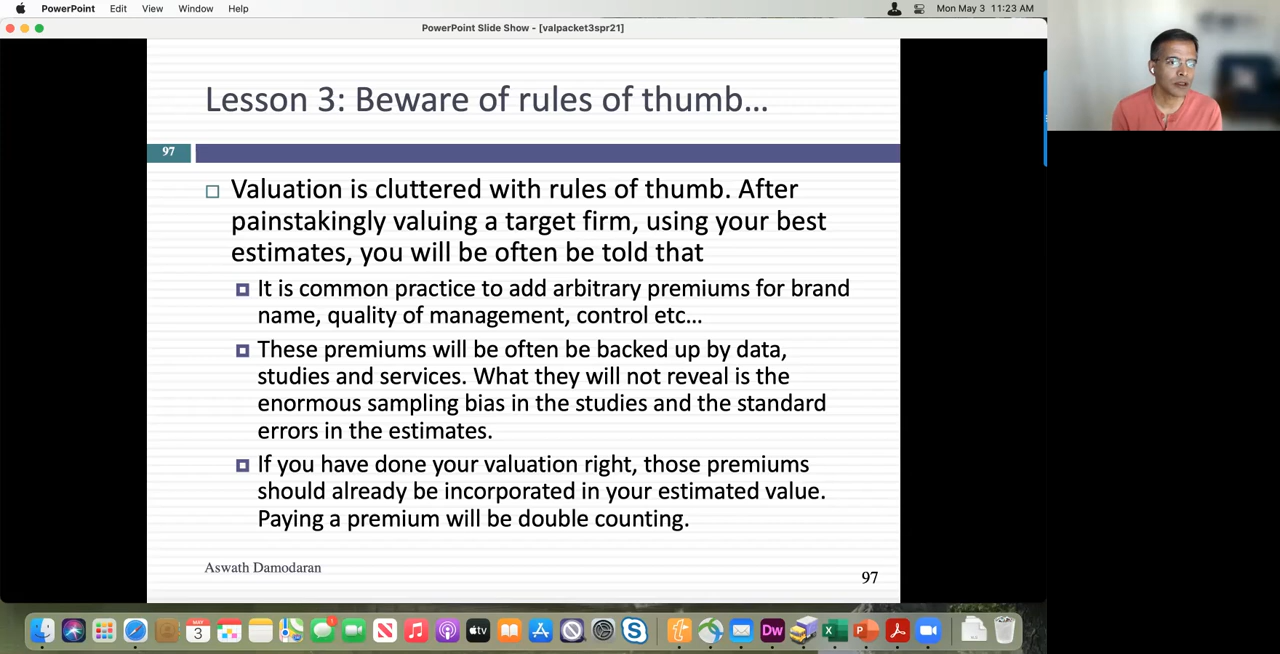 PowerPoint Edit View Window Help
Mon May 3 11:23 AM
PowerPoint Slide Show - [valpacket3spr21]
Lesson 3: Beware of rules of thumb…
97
Valuation is cluttered with rules of thumb. After
painstakingly valuing a target firm, using your best
estimates, you will be often be told that
It is common practice to add arbitrary premiums for brand
name, quality of management, control etc…
These premiums will be often be backed up by data,
studies and services. What they will not reveal is the
enormous sampling bias in the studies and the standard
errors in the estimates.
If you have done your valuation right, those premiums
should already be incorporated in your estimated value.
Paying a premium will be double counting.
Aswath Damodaran
97
MAY
3
tv
Dw
X
P